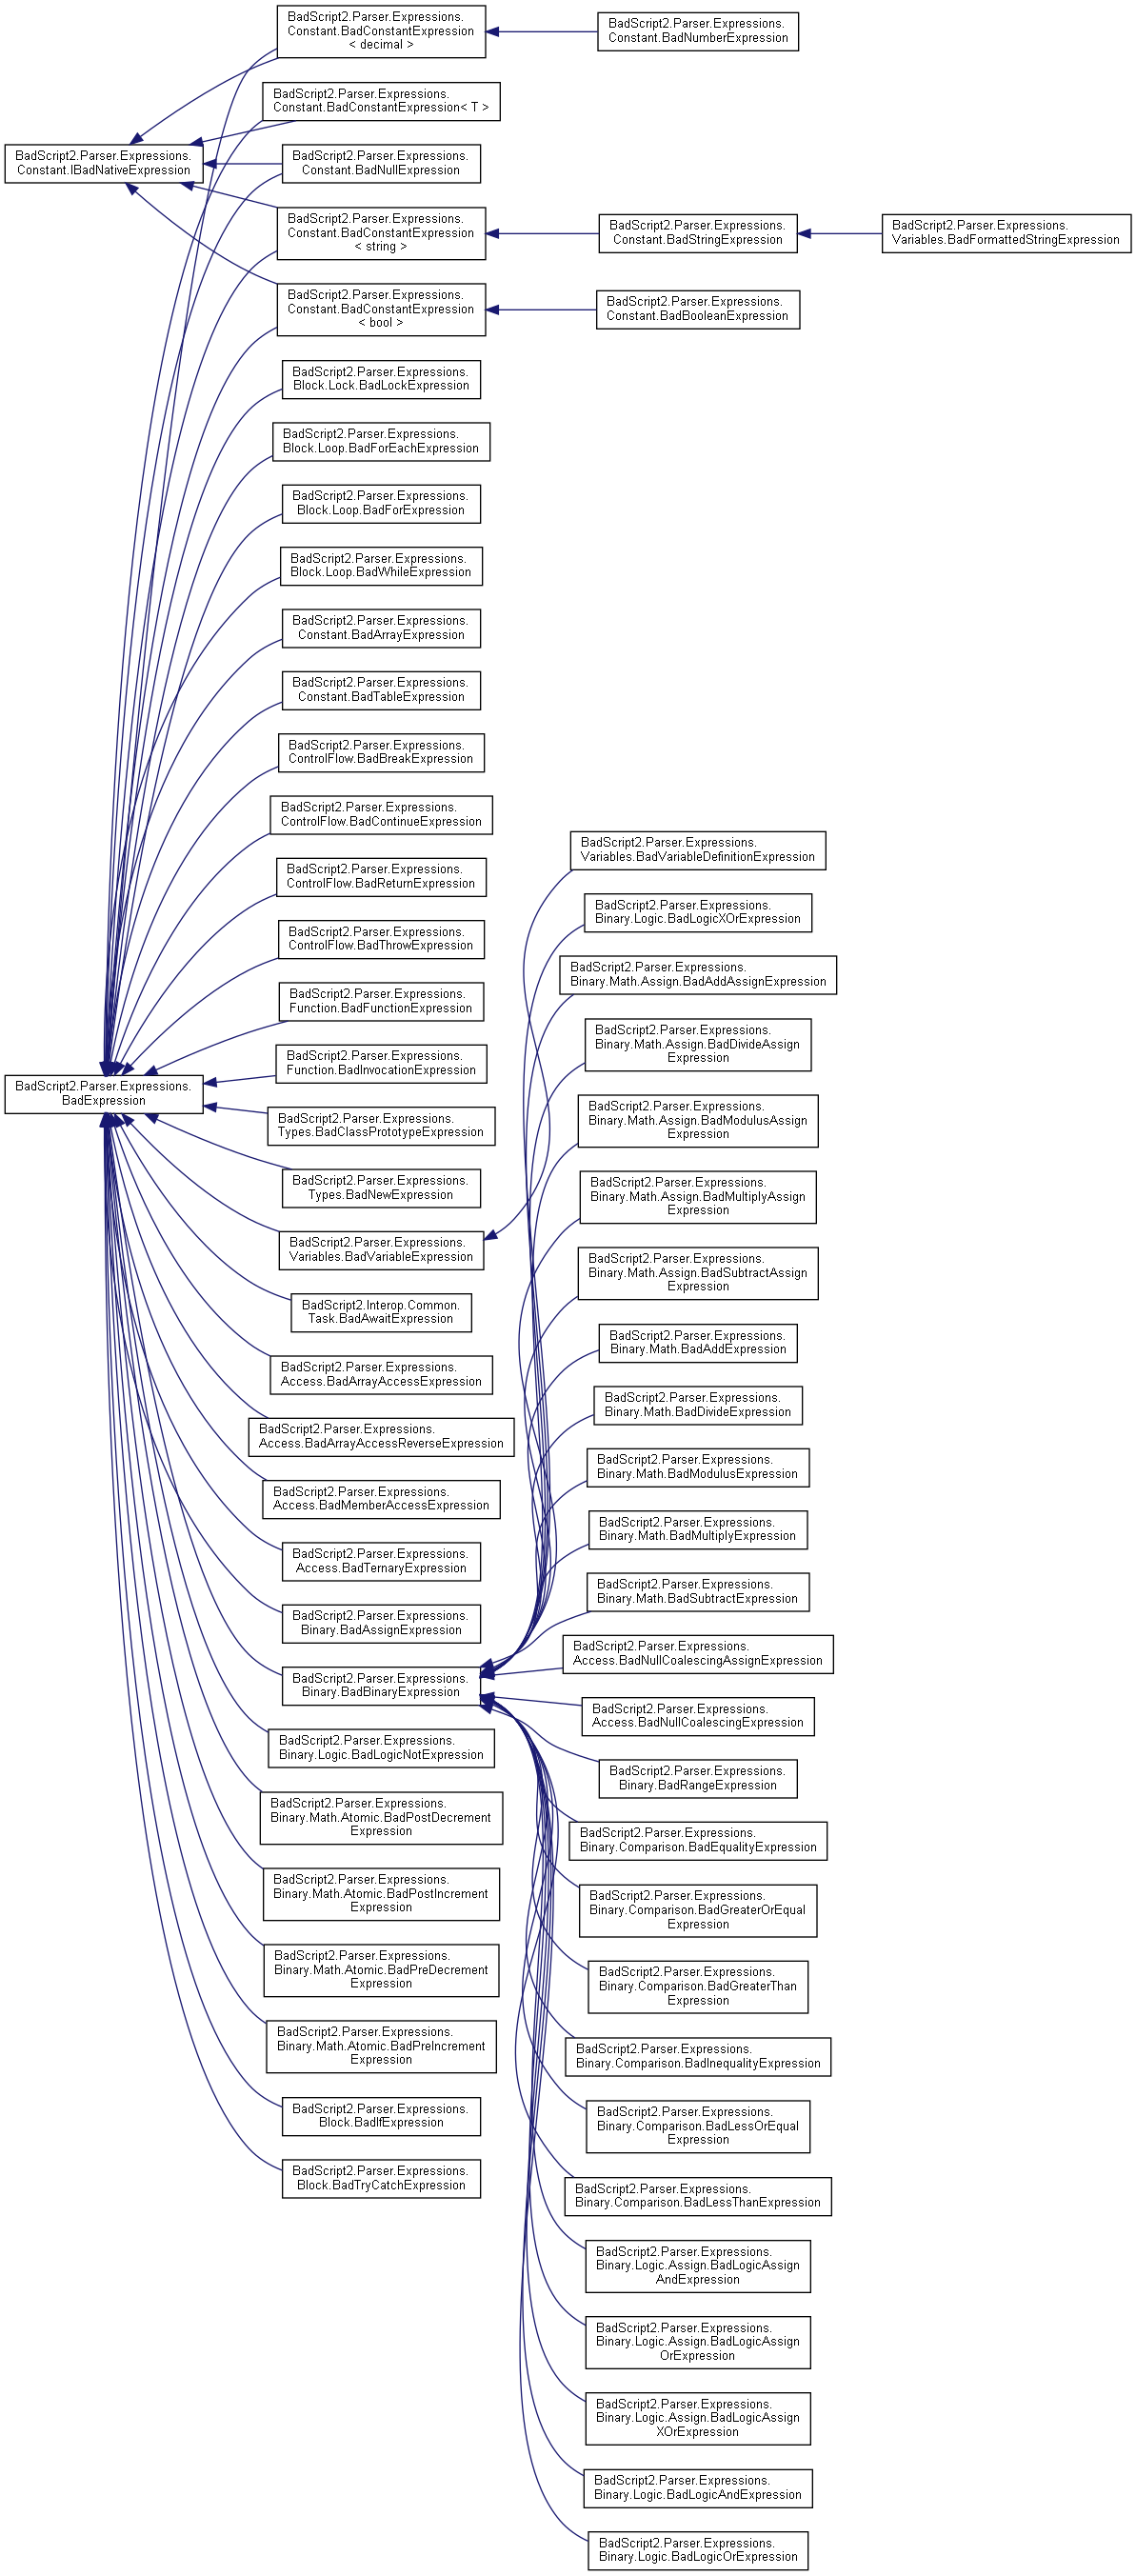 BadScript2.Parser.Expressions.
Constant.BadConstantExpression
< decimal >
BadScript2.Parser.Expressions.
Constant.BadNumberExpression
BadScript2.Parser.Expressions.
Constant.BadConstantExpression< T >
BadScript2.Parser.Expressions.
Constant.IBadNativeExpression
BadScript2.Parser.Expressions.
Constant.BadNullExpression
BadScript2.Parser.Expressions.
Constant.BadConstantExpression
< string >
BadScript2.Parser.Expressions.
Constant.BadStringExpression
BadScript2.Parser.Expressions.
Variables.BadFormattedStringExpression
BadScript2.Parser.Expressions.
Constant.BadConstantExpression
< bool >
BadScript2.Parser.Expressions.
Constant.BadBooleanExpression
BadScript2.Parser.Expressions.
Block.Lock.BadLockExpression
BadScript2.Parser.Expressions.
Block.Loop.BadForEachExpression
BadScript2.Parser.Expressions.
Block.Loop.BadForExpression
BadScript2.Parser.Expressions.
Block.Loop.BadWhileExpression
BadScript2.Parser.Expressions.
Constant.BadArrayExpression
BadScript2.Parser.Expressions.
Constant.BadTableExpression
BadScript2.Parser.Expressions.
ControlFlow.BadBreakExpression
BadScript2.Parser.Expressions.
ControlFlow.BadContinueExpression
BadScript2.Parser.Expressions.
ControlFlow.BadReturnExpression
BadScript2.Parser.Expressions.
ControlFlow.BadThrowExpression
BadScript2.Parser.Expressions.
Function.BadFunctionExpression
BadScript2.Parser.Expressions.
Function.BadInvocationExpression
BadScript2.Parser.Expressions.
BadExpression
BadScript2.Parser.Expressions.
Types.BadClassPrototypeExpression
BadScript2.Parser.Expressions.
Types.BadNewExpression
BadScript2.Parser.Expressions.
Variables.BadVariableExpression
BadScript2.Interop.Common.
Task.BadAwaitExpression
BadScript2.Parser.Expressions.
Access.BadArrayAccessExpression
BadScript2.Parser.Expressions.
Access.BadArrayAccessReverseExpression
BadScript2.Parser.Expressions.
Access.BadMemberAccessExpression
BadScript2.Parser.Expressions.
Access.BadTernaryExpression
BadScript2.Parser.Expressions.
Binary.BadAssignExpression
BadScript2.Parser.Expressions.
Binary.BadBinaryExpression
BadScript2.Parser.Expressions.
Binary.Logic.BadLogicNotExpression
BadScript2.Parser.Expressions.
Binary.Math.Atomic.BadPostDecrement
Expression
BadScript2.Parser.Expressions.
Binary.Math.Atomic.BadPostIncrement
Expression
BadScript2.Parser.Expressions.
Binary.Math.Atomic.BadPreDecrement
Expression
BadScript2.Parser.Expressions.
Binary.Math.Atomic.BadPreIncrement
Expression
BadScript2.Parser.Expressions.
Block.BadIfExpression
BadScript2.Parser.Expressions.
Block.BadTryCatchExpression
BadScript2.Parser.Expressions.
Variables.BadVariableDefinitionExpression
BadScript2.Parser.Expressions.
Binary.Logic.BadLogicXOrExpression
BadScript2.Parser.Expressions.
Binary.Math.Assign.BadAddAssignExpression
BadScript2.Parser.Expressions.
Binary.Math.Assign.BadDivideAssign
Expression
BadScript2.Parser.Expressions.
Binary.Math.Assign.BadModulusAssign
Expression
BadScript2.Parser.Expressions.
Binary.Math.Assign.BadMultiplyAssign
Expression
BadScript2.Parser.Expressions.
Binary.Math.Assign.BadSubtractAssign
Expression
BadScript2.Parser.Expressions.
Binary.Math.BadAddExpression
BadScript2.Parser.Expressions.
Binary.Math.BadDivideExpression
BadScript2.Parser.Expressions.
Binary.Math.BadModulusExpression
BadScript2.Parser.Expressions.
Binary.Math.BadMultiplyExpression
BadScript2.Parser.Expressions.
Binary.Math.BadSubtractExpression
BadScript2.Parser.Expressions.
Access.BadNullCoalescingAssignExpression
BadScript2.Parser.Expressions.
Access.BadNullCoalescingExpression
BadScript2.Parser.Expressions.
Binary.BadRangeExpression
BadScript2.Parser.Expressions.
Binary.Comparison.BadEqualityExpression
BadScript2.Parser.Expressions.
Binary.Comparison.BadGreaterOrEqual
Expression
BadScript2.Parser.Expressions.
Binary.Comparison.BadGreaterThan
Expression
BadScript2.Parser.Expressions.
Binary.Comparison.BadInequalityExpression
BadScript2.Parser.Expressions.
Binary.Comparison.BadLessOrEqual
Expression
BadScript2.Parser.Expressions.
Binary.Comparison.BadLessThanExpression
BadScript2.Parser.Expressions.
Binary.Logic.Assign.BadLogicAssign
AndExpression
BadScript2.Parser.Expressions.
Binary.Logic.Assign.BadLogicAssign
OrExpression
BadScript2.Parser.Expressions.
Binary.Logic.Assign.BadLogicAssign
XOrExpression
BadScript2.Parser.Expressions.
Binary.Logic.BadLogicAndExpression
BadScript2.Parser.Expressions.
Binary.Logic.BadLogicOrExpression